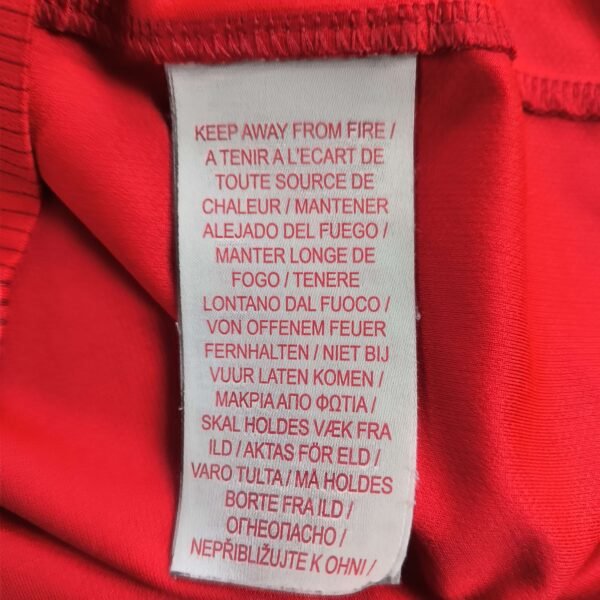 KEEP AWAY FROM FIRE /
A TENIR A L'ECART DE
TOUTE SOURCE DE
CHALEUR / MANTENER
ALEJADO DEL FUEGO /
MANTER LONGE DE
FOGO / TENERE
LONTANO DAL FUOCO /
VON OFFENEM FEUER
FERNHALTEN / NIET BIJ
VUUR LATEN KOMEN /
ΜΑΚΡΙΑ ΑΠΟ ΦΩΤΙΑ /
SKAL HOLDES VÆK FRA
ILD / AKTAS FÖR ELD /
VARO TULTA / MÅ HOLDES
BORTE FRA ILD /
ОГНЕОПАСНО /
NEPŘIBLIŽUJTE K OHNI /